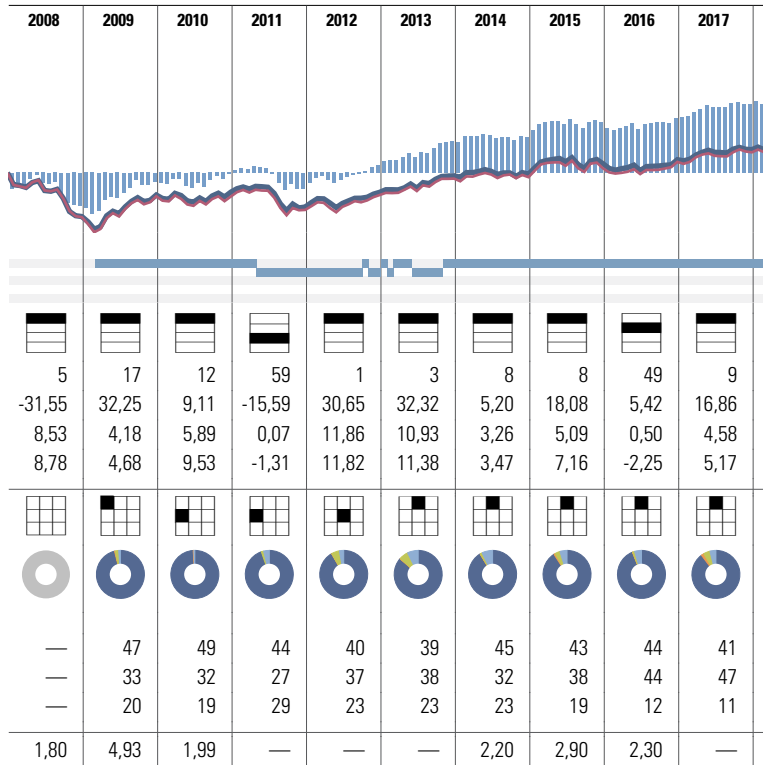 2008 2009 2010 2011 2012 2013 2014 2015 2016 2017
5 17 12 59 1 3 8 8 49 9
-31,55 32,25 9,11 -15,59 30,65 32,32 5,20 18,08 5,42 16,86
8,53 4,18 5,89 0,07 11,86 10,93 3,26 5,09 0,50 4,58
8,78 4,68 9,53 -1,31 11,82 11,38 3,47 7,16 -2,25 5,17
— 47 49 44 40 39 45 43 44 41
— 33 32 27 37 38 32 38 44 47
— 20 19 29 23 23 23 19 12 11
1,80 4,93 1,99 — — — 2,20 2,90 2,30 —